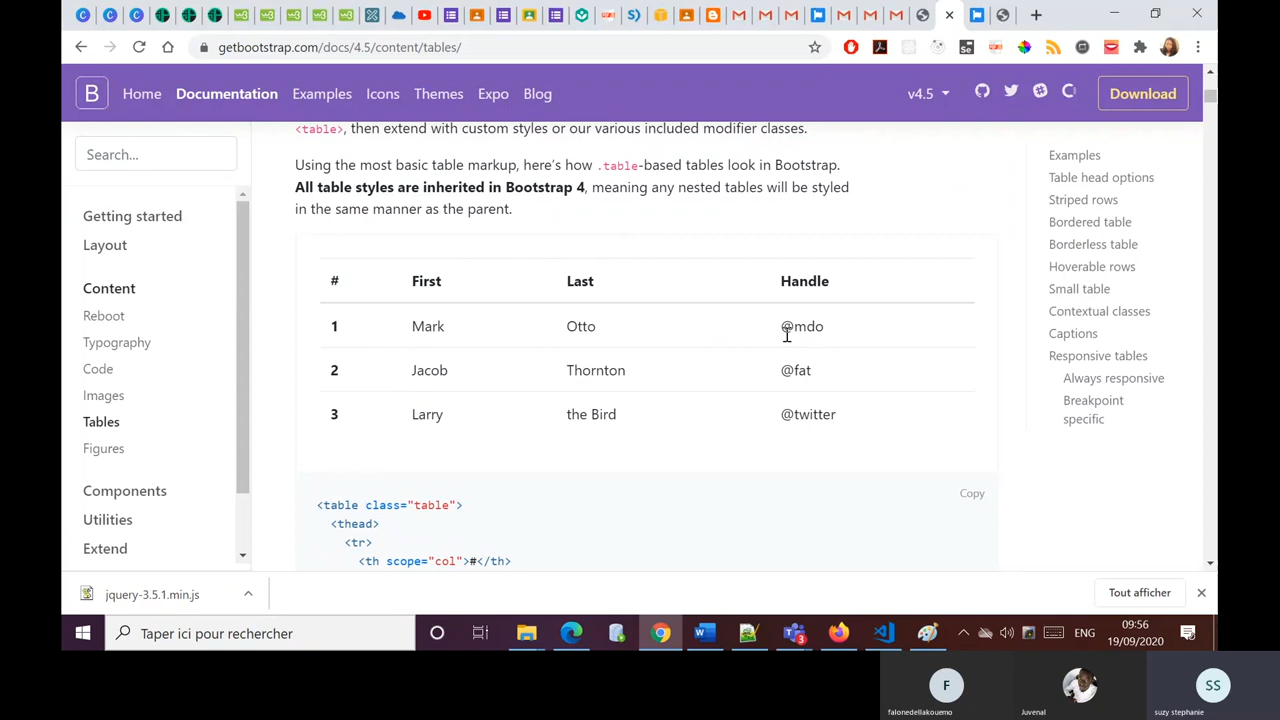 getbootstrap.com/docs/4.5/content/tables/
B Home Documentation Examples Icons Themes Expo Blog v4.5 Download
Search...
Getting started
Layout
Content
Reboot
Typography
Code
Images
Tables
Figures
Components
Utilities
Extend
<table>, then extend with custom styles or our various included modifier classes.
Using the most basic table markup, here’s how .table-based tables look in Bootstrap.
All table styles are inherited in Bootstrap 4, meaning any nested tables will be styled
in the same manner as the parent.
# First Last Handle
1 Mark Otto @mdo
2 Jacob Thornton @fat
3 Larry the Bird @twitter
Copy
<table class="table">
<thead>
<tr>
<th scope="col">#</th>
Examples
Table head options
Striped rows
Bordered table
Borderless table
Hoverable rows
Small table
Contextual classes
Captions
Responsive tables
Always responsive
Breakpoint
specific
jquery-3.5.1.min.js
Tout afficher
Taper ici pour rechercher
ENG
09:56
19/09/2020
F
falonedellakouemo
Juvenal
SS
suzy stephanie